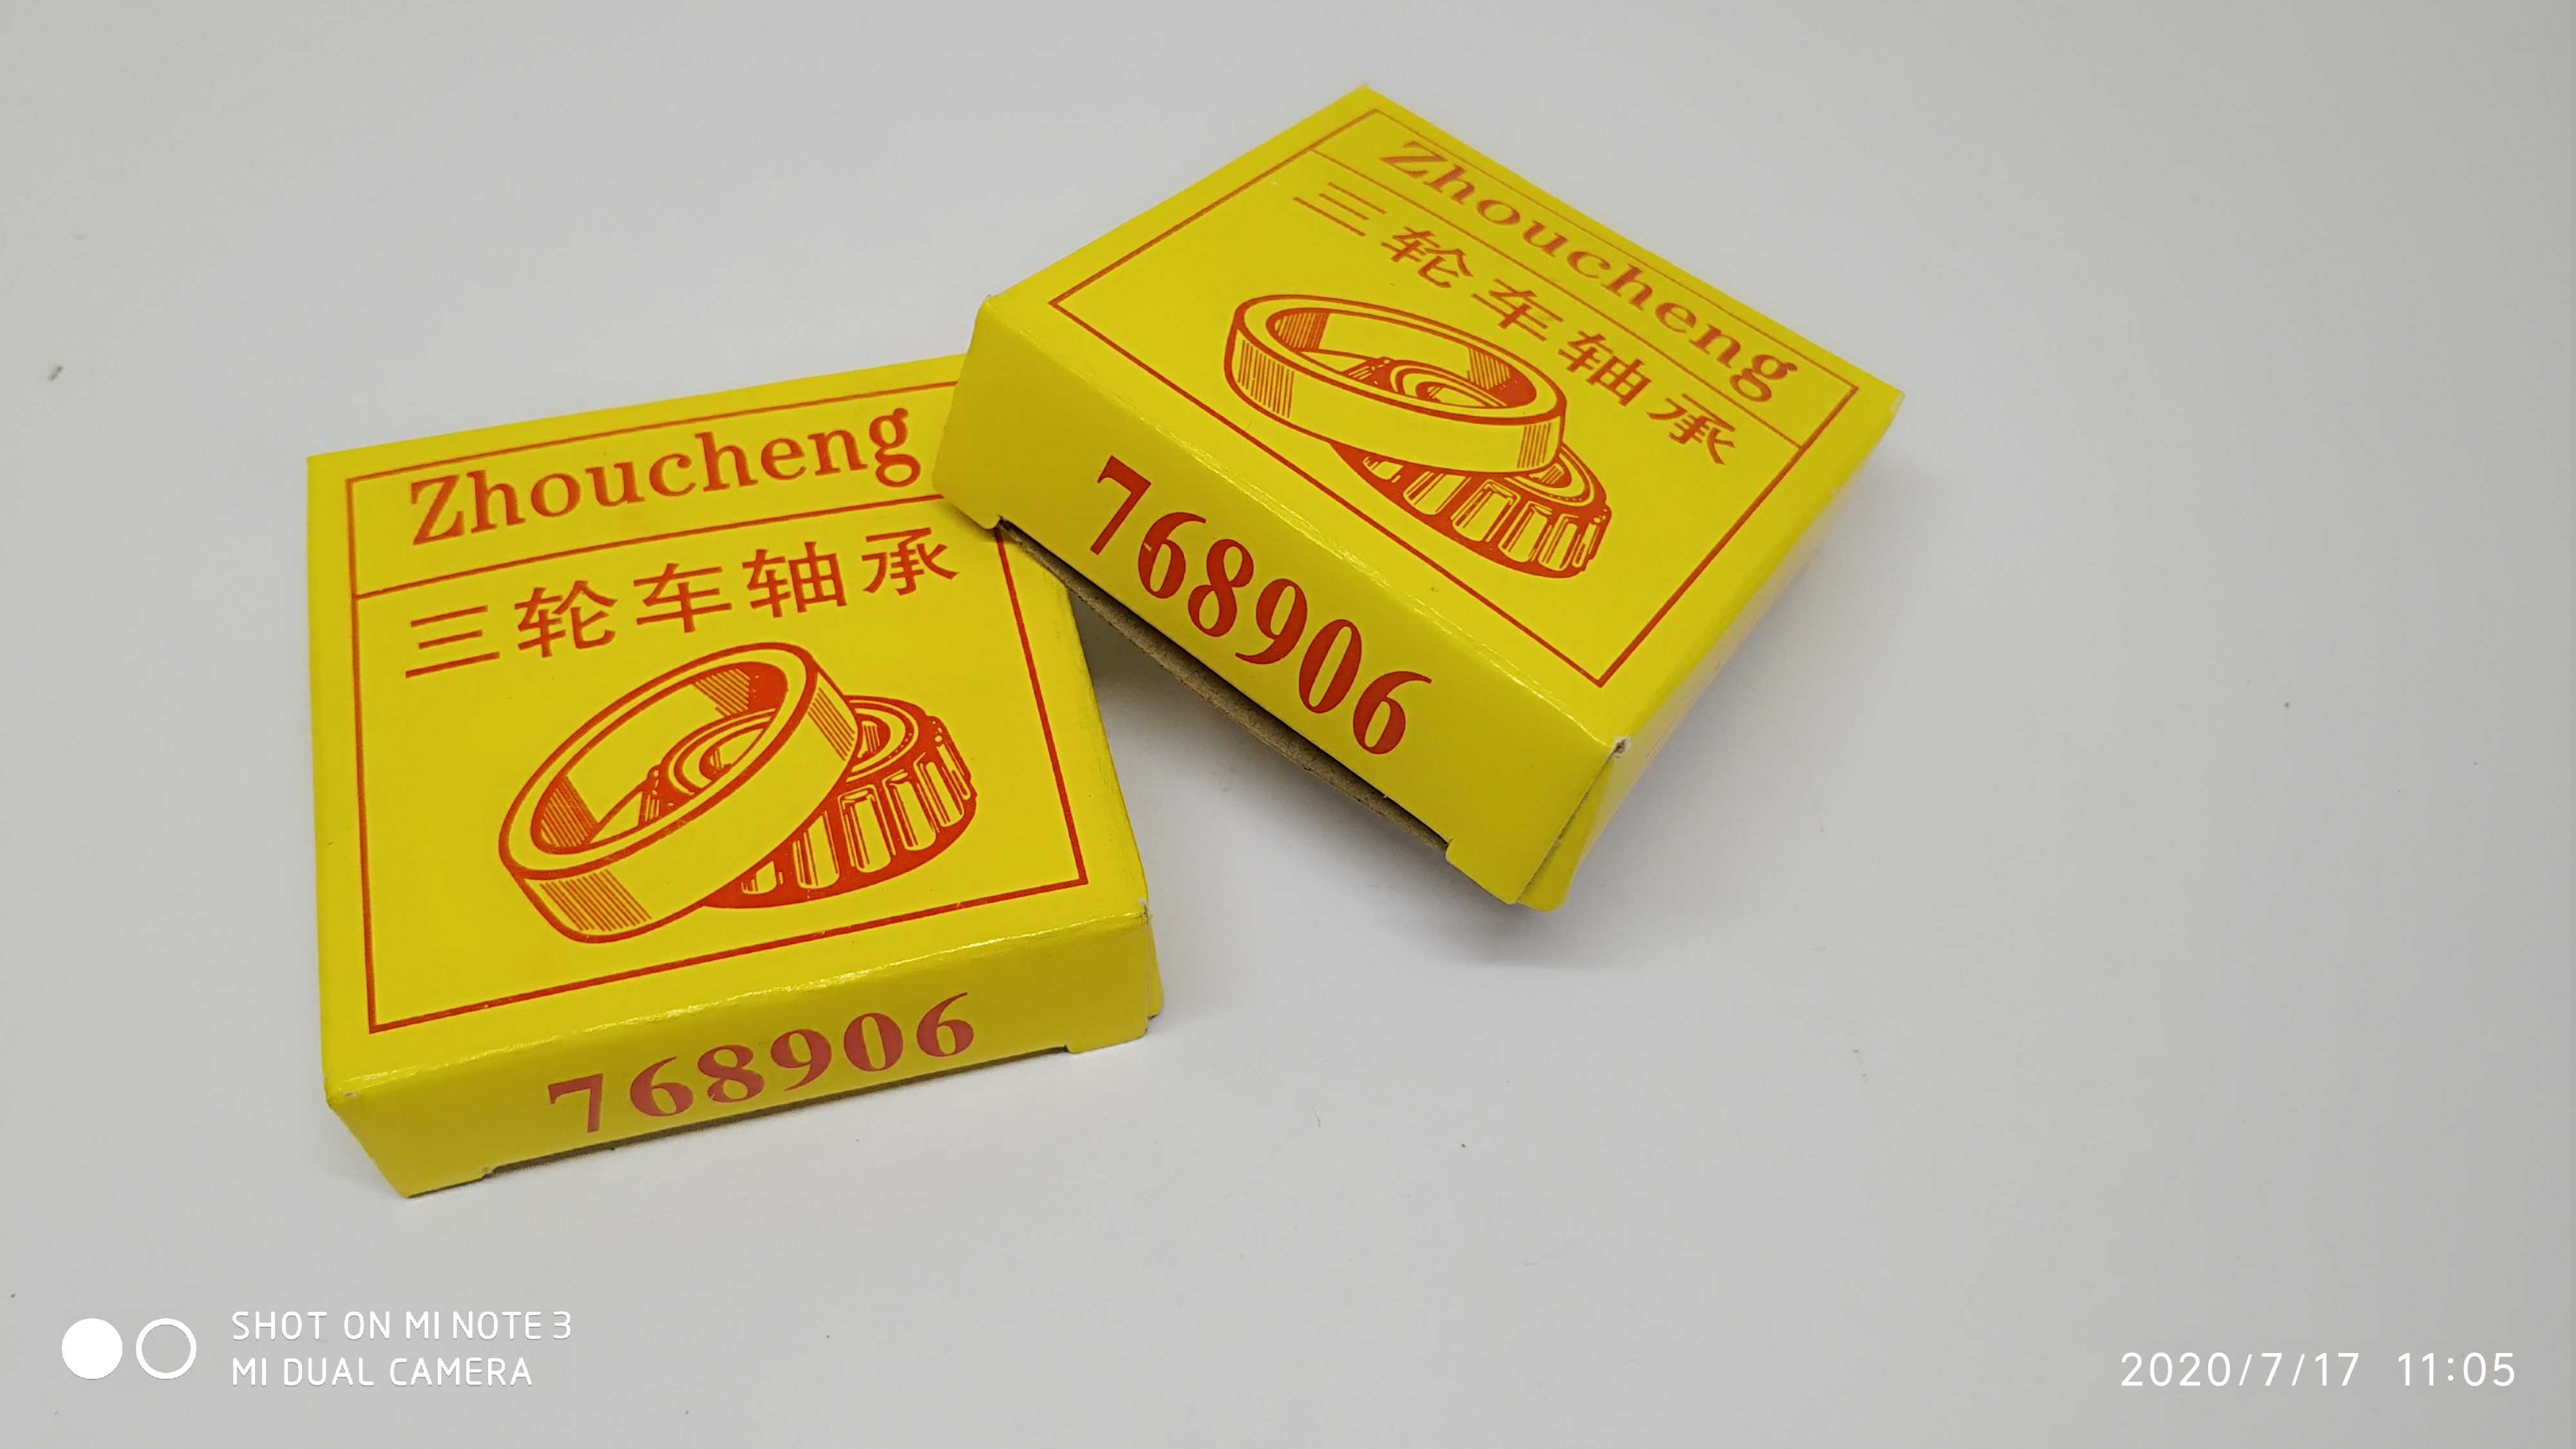 Zhoucheng
三轮车轴承
768906
Zhoucheng
三轮车轴承
768906
SHOT ON MI NOTE 3
MI DUAL CAMERA
2020/7/17 11:05